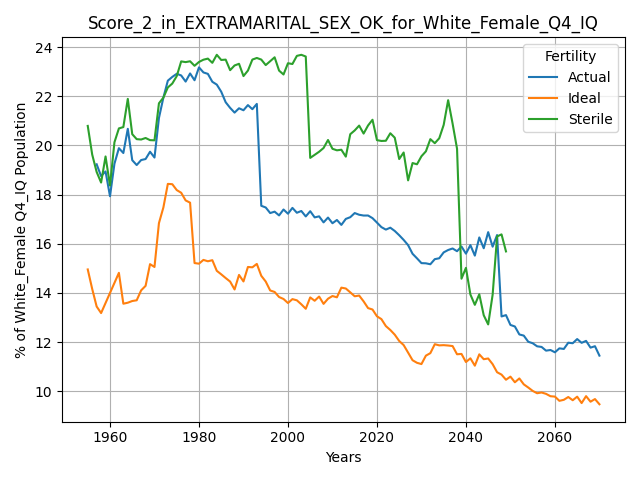 Score_2_in_EXTRAMARITAL_SEX_OK_for_White_Female_Q4_IQ
% of White_Female Q4_IQ Population
24
22
20
18
16
14
12
10
Fertility
Actual
Ideal
Sterile
1960
1980
2000
2020
2040
2060
Years